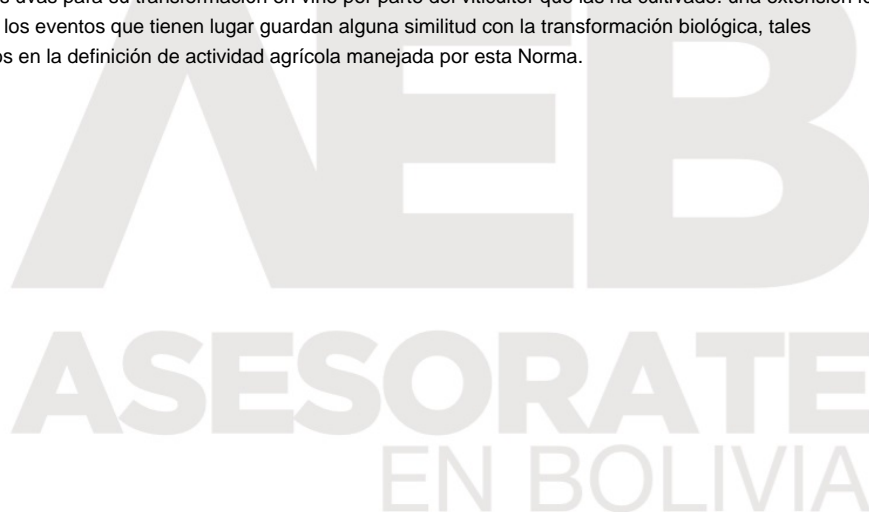 uvas para su transformación en vino por parte del viticultor que las ha cultivado. una extensión
los eventos que tienen lugar guardan alguna similitud con la transformación biológica, tales
en la definición de actividad agrícola manejada por esta Norma.
AEB
ASESORATE
EN BOLIVIA